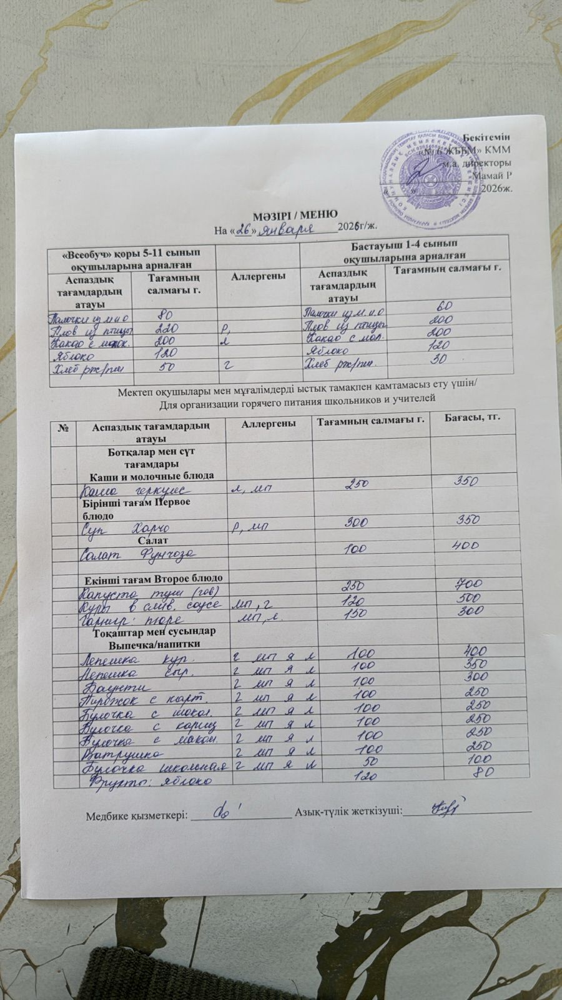 Бекітемін
«№ 6 ЖББМ» КММ
м.а. директоры
Мамай Р
« » 2026ж.
МӘЗІРІ / МЕНЮ
На «26» января 2026г/ж.
«Всеобуч» қоры 5-11 сынып оқушыларына арналған Бастауыш 1-4 сынып оқушыларына арналған
Аспаздық тағамдардың атауы Тағамның салмағы г. Аллергены Аспаздық тағамдардың атауы Тағамның салмағы г.
Палочки из м и о 80 Палочки из м.и.о 60
Плов из птицы 220 р, Плов из птицы 200
Какао с молок. 200 л Какао с мол. 200
Яблоко 120 Яблоко 120
Хлеб рж/пш 50 г Хлеб рж/пш. 30
Мектеп оқушылары мен мұғалімдерді ыстық тамақпен қамтамасыз ету үшін/
Для организации горячего питания школьников и учителей
№ Аспаздық тағамдардың атауы Аллергены Тағамның салмағы г. Бағасы, тг.
Ботқалар мен сүт
тағамдары
Каши и молочные блюда
Каша геркулес л, мп 250 350
Бірінші тағам Первое
блюдо
Суп Харчо р, мп 300 350
Салат
Салат Фунчоза 100 400
Екінші тағам Второе блюдо
Капуста туш (гов) 250 700
Куры в слив. соусе мп, г 120 500
Гарнир: пюре мп, л. 150 300
Тоқаштар мен сусындар
Выпечка/напитки
Лепешка кур. г мп я л 100 400
Лепешка сыр. г мп я л 100 350
Баунти г мп я л 100 300
Пирожок с карт. г мп я л 100 250
Булочка с шокол. г мп я л 100 250
Булочка с кориц г мп я л 100 250
Булочка с маком. г мп я л 100 250
Ватрушка г мп я л 100 250
Булочка школьная г мп я л 50 100
Фрукты: яблоко 120 80
Медбике қызметкері: Азық-түлік жеткізуші: